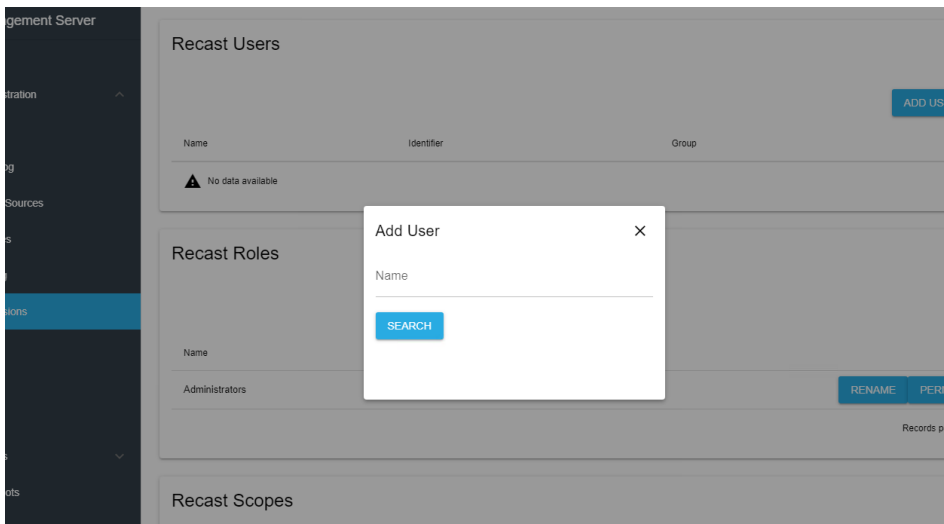 gement Server
stration
og
Sources
s
g
sions
s
ots
Recast Users
ADD US
Name Identifier Group
No data available
Recast Roles
Name
Administrators
RENAME PER
Records p
Recast Scopes
Add User
Name
SEARCH